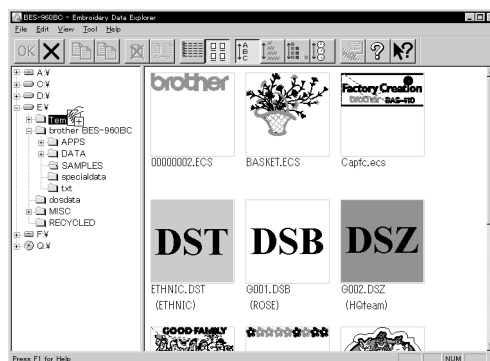 BES-960BC - Embroidery Data Explorer
File Edit View Tool Help
OK
A:¥
C:¥
D:¥
E:¥
Tem
brother BES-960BC
APPS
DATA
SAMPLES
specialdata
txt
dosdata
MISC
RECYCLED
F:¥
Q:¥
brother
Factory Creation
brother BAS-410
00000002.ECS BASKET.ECS Capfc.ecs
DST DSB DSZ
ETHNIC.DST G001.DSB G002.DSZ
(ETHNIC) (ROSE) (H@team)
GOOD FAMILY
Press F1 for Help NUM